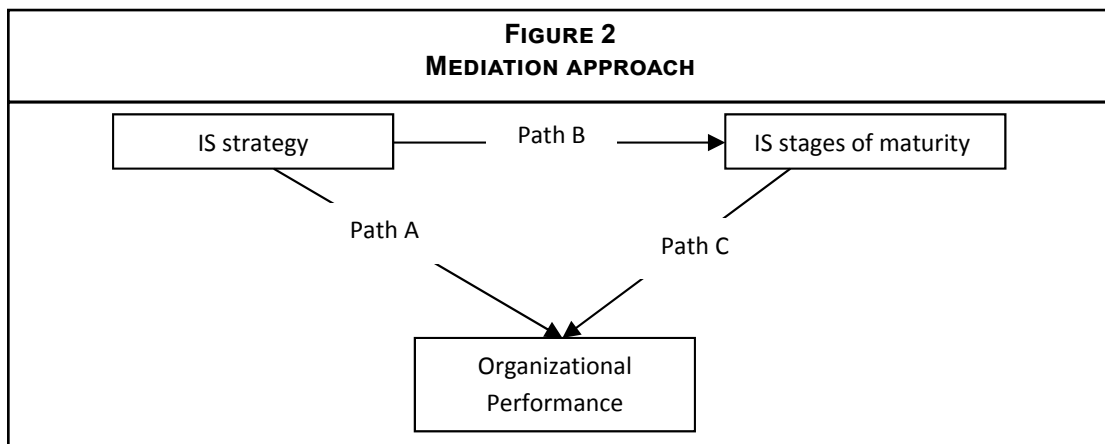 FIGURE 2
MEDIATION APPROACH
IS strategy
Path B
IS stages of maturity
Path A
Path C
Organizational
Performance